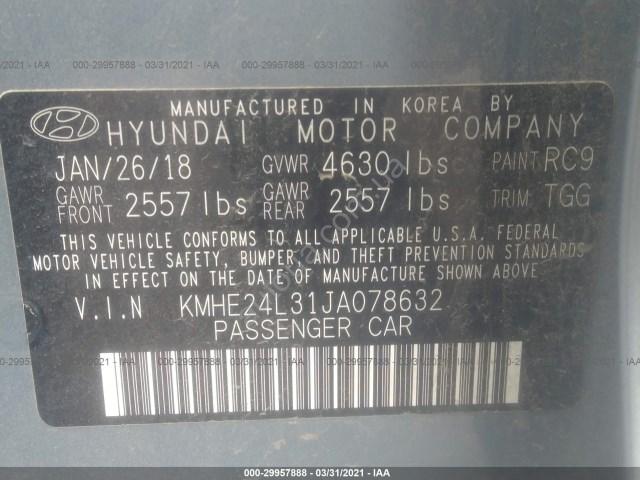 000-29957888 - 03/31/2021 - IAA
MANUFACTURED IN KOREA BY
HYUNDAI MOTOR COMPANY
JAN/26/18 GVWR 4630 lbs PAINT RC9
GAWR FRONT 2557 lbs GAWR REAR 2557 lbs TRIM TGG
THIS VEHICLE CONFORMS TO ALL APPLICABLE U.S.A. FEDERAL
MOTOR VEHICLE SAFETY, BUMPER, AND THEFT PREVENTION STANDARDS
IN EFFECT ON THE DATE OF MANUFACTURE SHOWN ABOVE.
V.I.N KMHE24L31JA078632
PASSENGER CAR
000-29957888 - 03/31/2021 - IAA